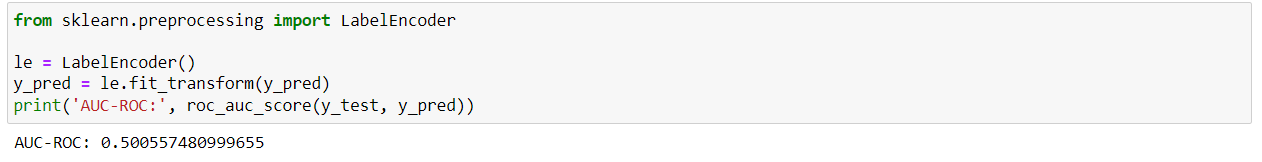 from sklearn.preprocessing import LabelEncoder
le = LabelEncoder()
y_pred = le.fit_transform(y_pred)
print('AUC-ROC:', roc_auc_score(y_test, y_pred))
AUC-ROC: 0.500557480999655